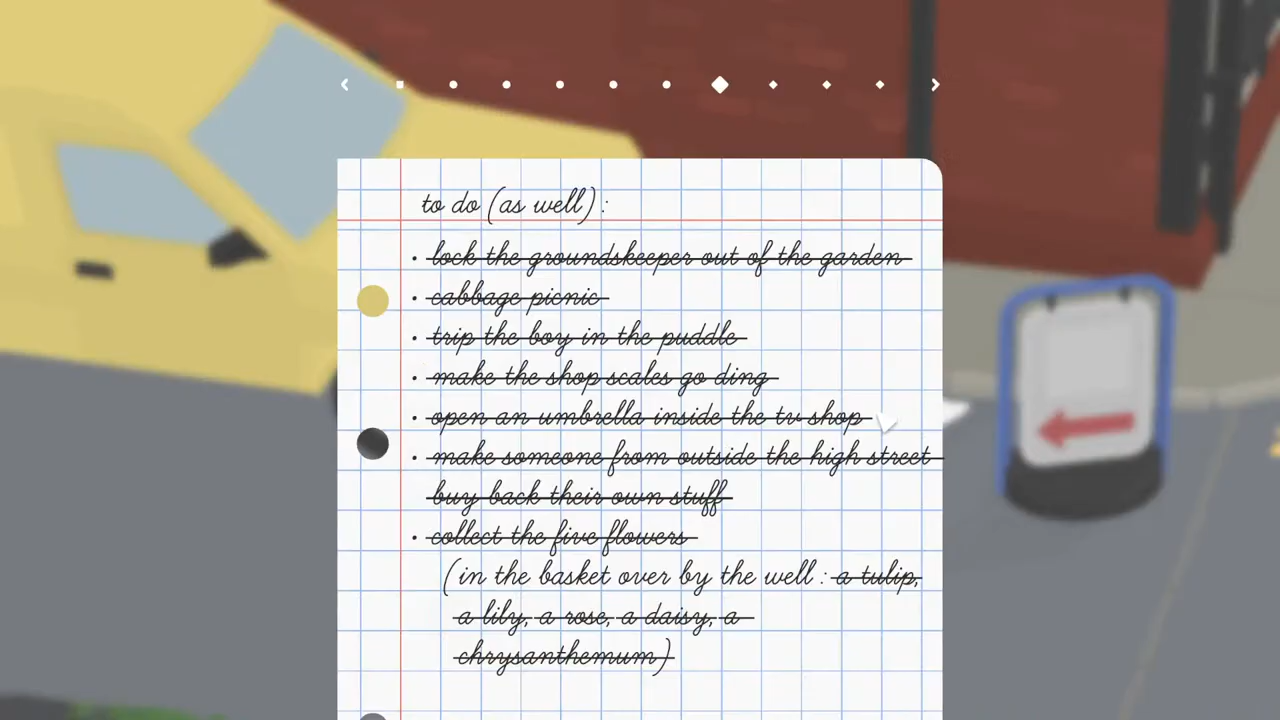 to do (as well) :
• lock the groundskeeper out of the garden
• cabbage picnic
• trip the boy in the puddle
• make the shop scales go ding
• open an umbrella inside the tv shop
• make someone from outside the high street
buy back their own stuff
• collect the five flowers
(in the basket over by the well : a tulip,
a lily, a rose, a daisy, a
chrysanthemum)